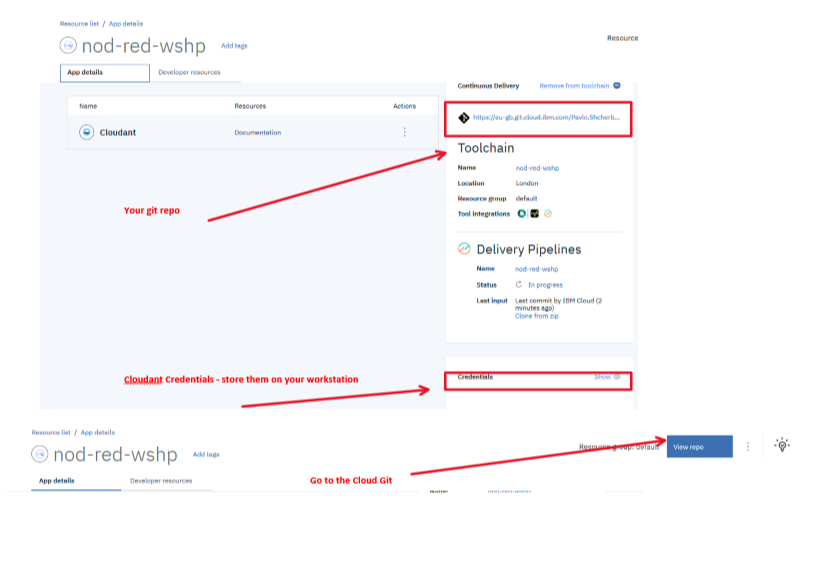 Resource list / App details
nod-red-wshp Add tags
Resource
App details Developer resources
Continuous Delivery Remove from toolchain
Name Resources Actions
https://eu-gb.git.cloud.ibm.com/Pavlo.Shcherb...
Cloudant Documentation
Toolchain
Name nod-red-wshp
Location London
Resource group default
Tool integrations
Your git repo
Delivery Pipelines
Name nod-red-wshp
Status In progress
Last input Last commit by IBM Cloud (2
minutes ago)
Clone from zip
Cloudant Credentials - store them on your workstation
Credentials Show
Resource list / App details
nod-red-wshp Add tags
Resource group: default
View repo
Go to the Cloud Git
App details Developer resources
Name